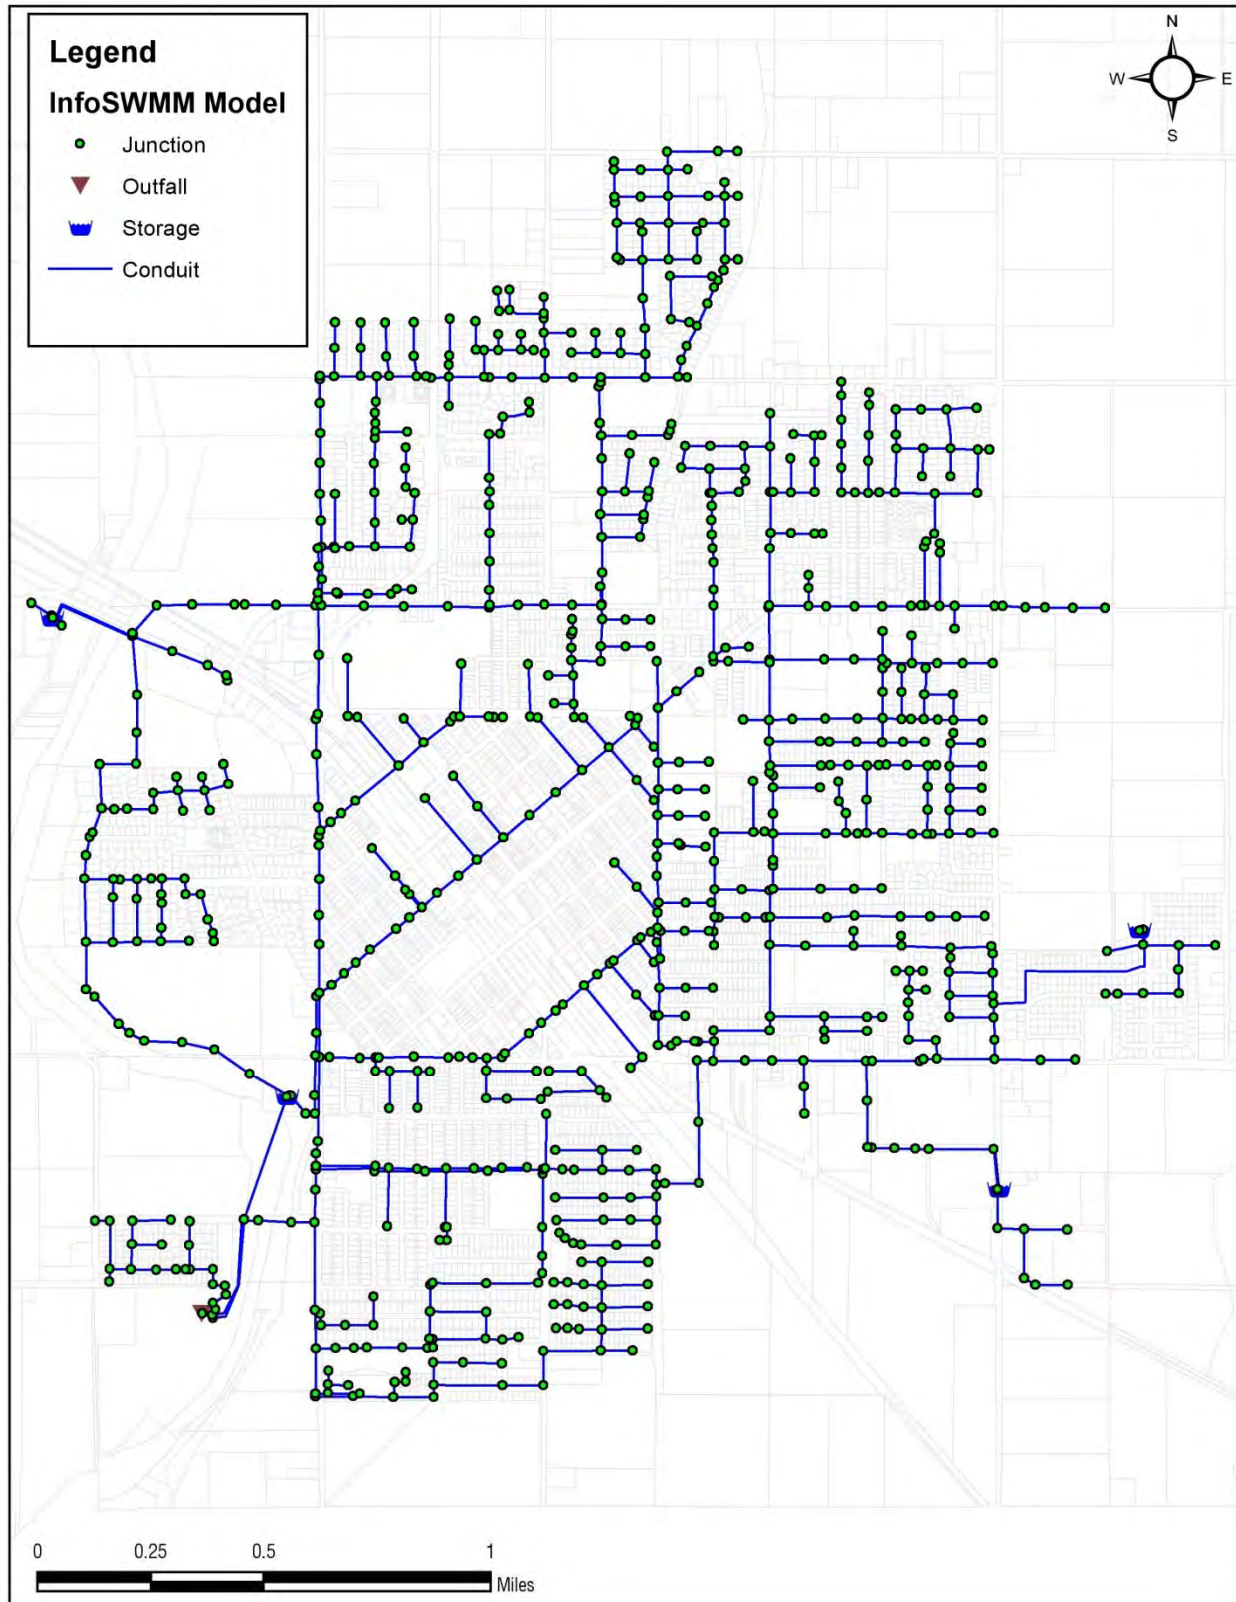 Legend
InfoSWMM Model
Junction
Outfall
Storage
Conduit
N
W E
S
0 0.25 0.5 1
Miles